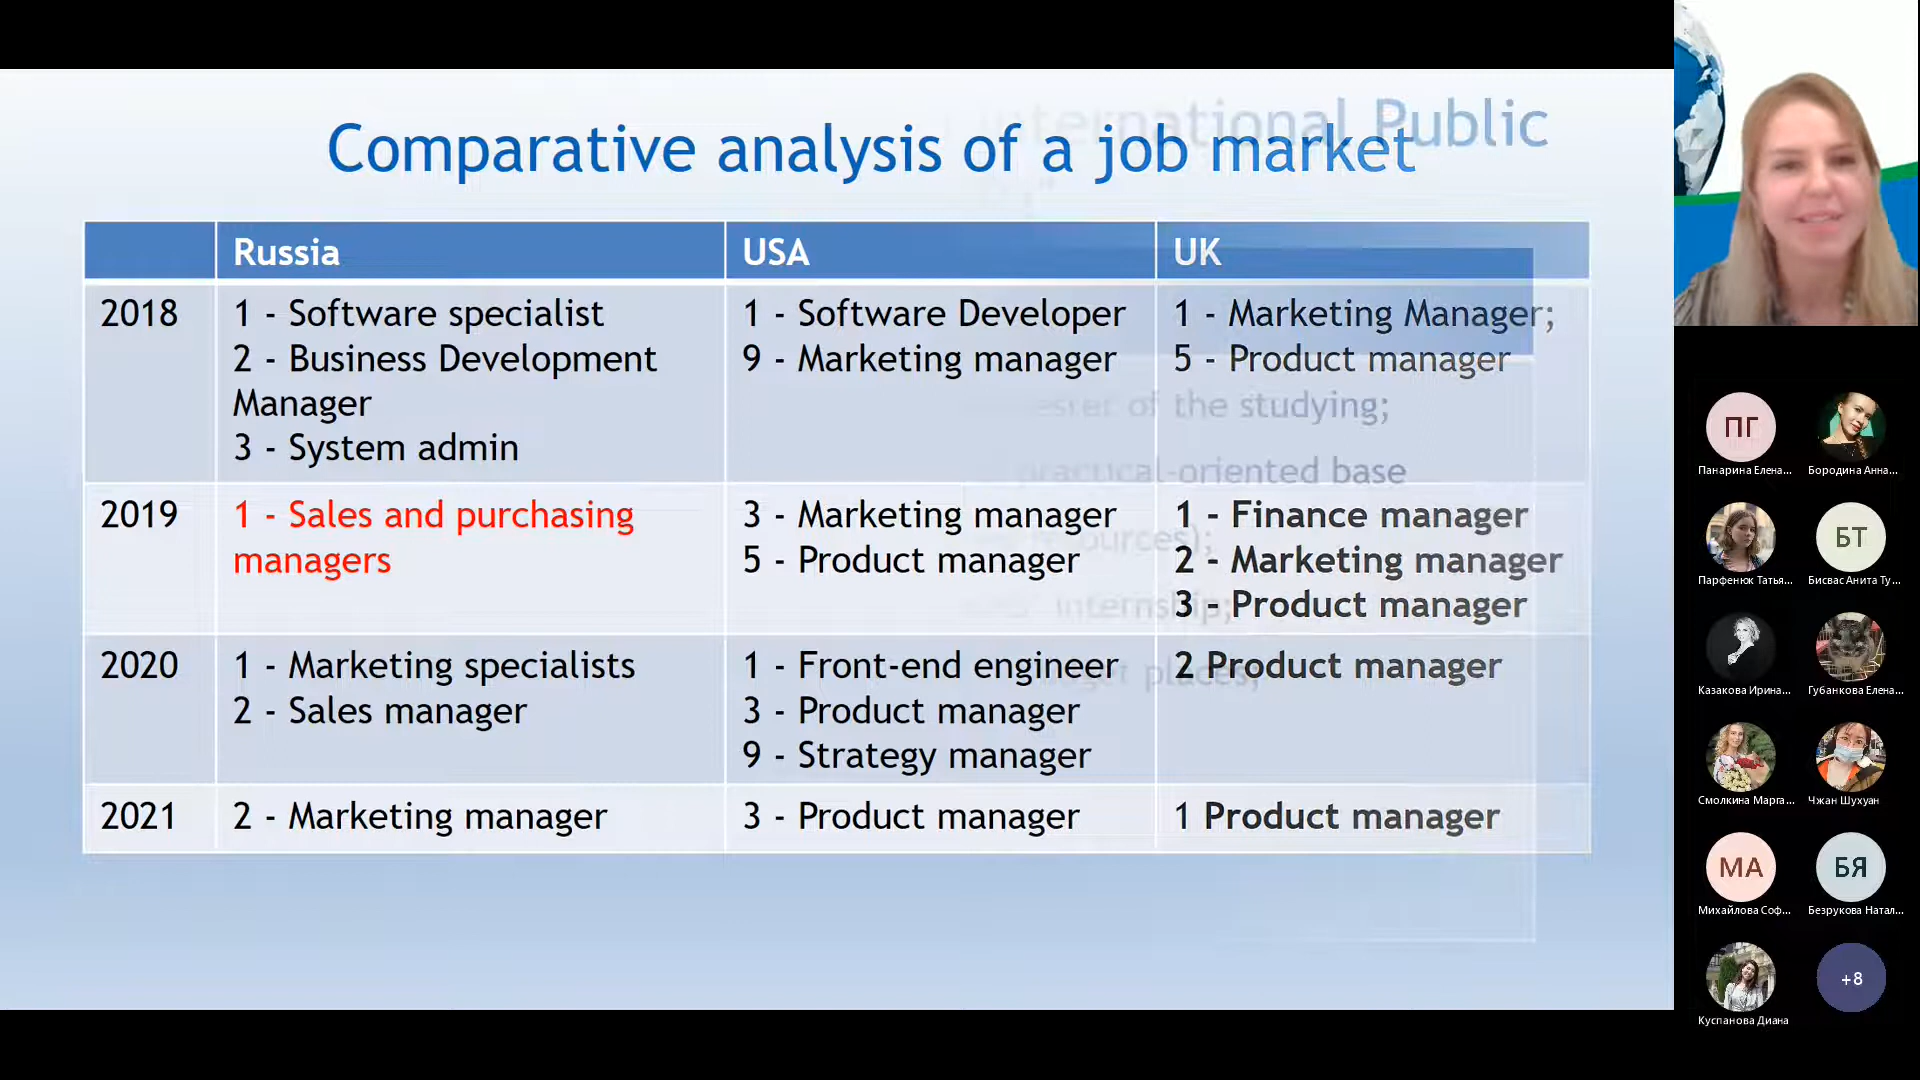 Comparative analysis of a job market
International Public
Russia
USA
UK
2018
1 - Software specialist
2 - Business Development
Manager
3 - System admin
1 - Software Developer
9 - Marketing manager
1 - Marketing Manager;
5 - Product manager
of the studying;
practical-oriented base
2019
1 - Sales and purchasing
managers
3 - Marketing manager
5 - Product manager
1 - Finance manager
2 - Marketing manager
3 - Product manager
internship;
2020
1 - Marketing specialists
2 - Sales manager
1 - Front-end engineer
3 - Product manager
9 - Strategy manager
2 Product manager
places;
2021
2 - Marketing manager
3 - Product manager
1 Product manager
ПГ
Панарина Елена...
Бородина Анна...
Парфенюк Татья...
БТ
Бисвас Анита Ту...
Казакова Ирина...
Губанкова Елена...
Смолкина Марга...
Чжан Шухуан
МА
Михайлова Соф...
БЯ
Безрукова Натал...
Куспанова Диана
+8